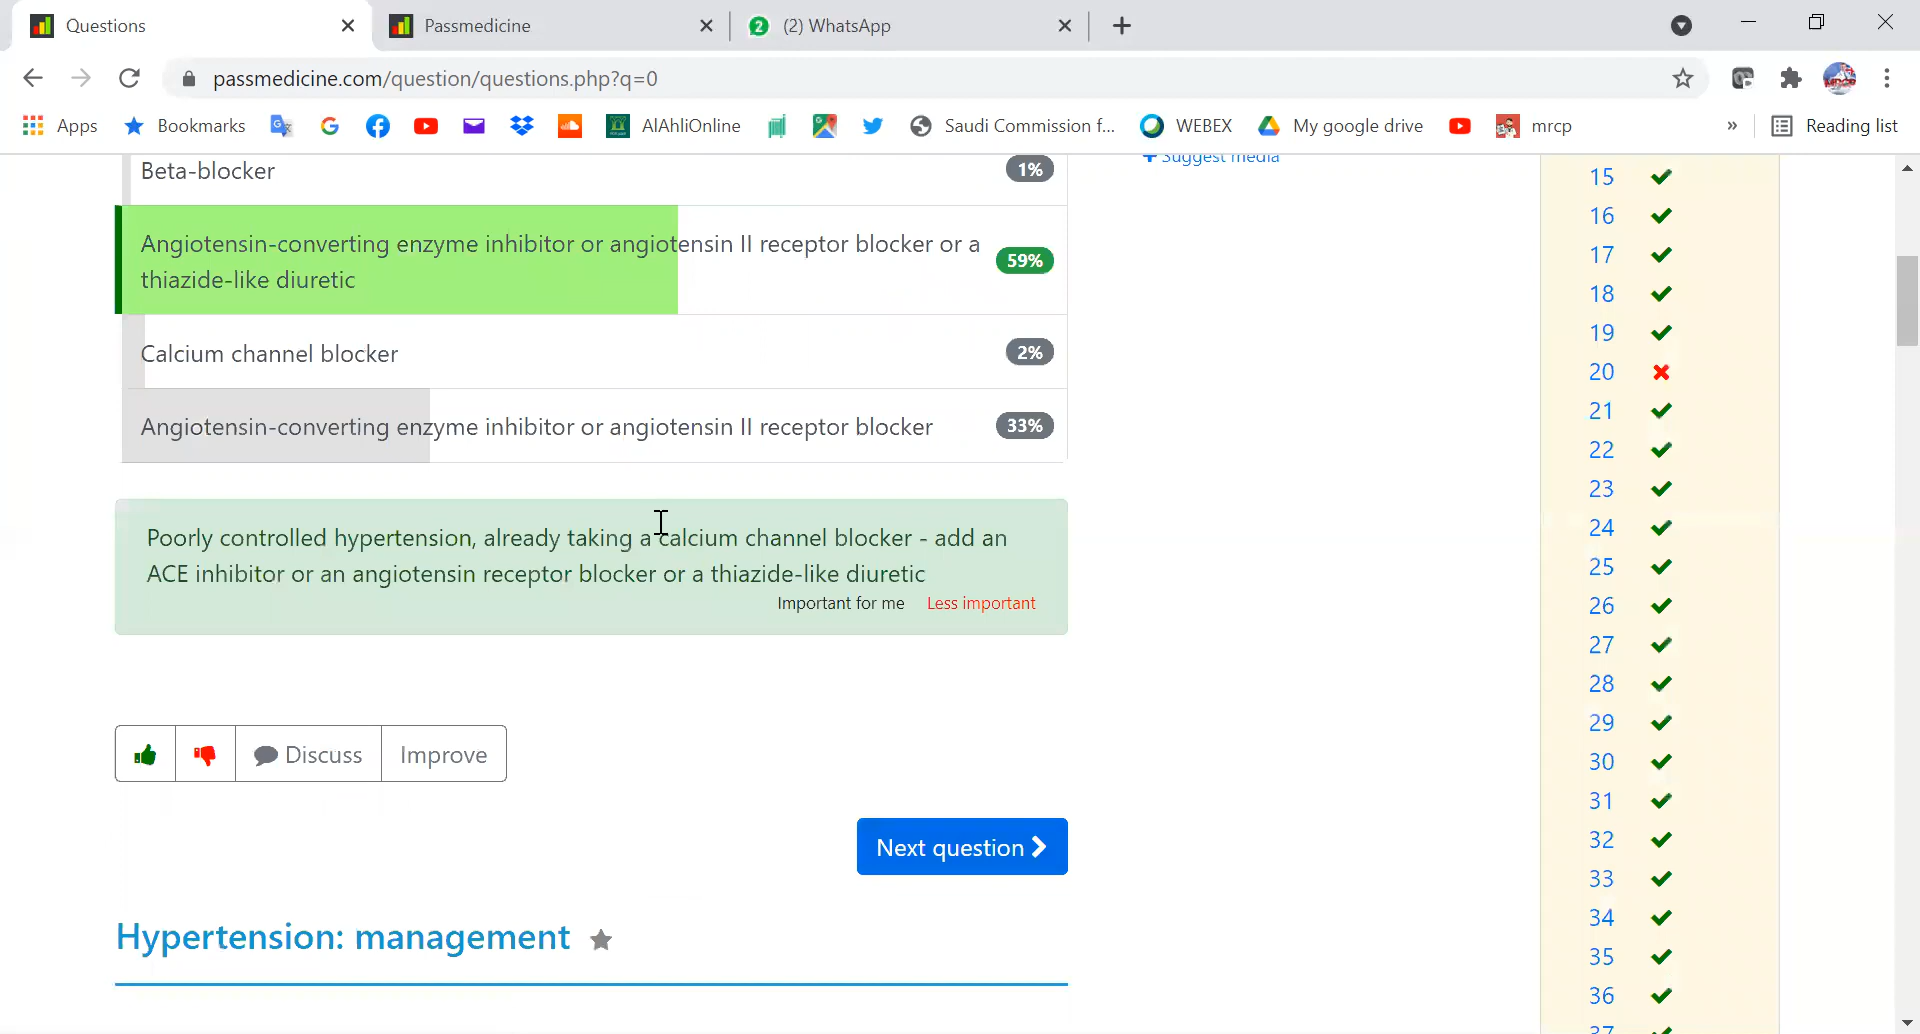 Questions
Passmedicine
2
(2) WhatsApp
passmedicine.com/question/questions.php?q=0
Apps
Bookmarks
AlAhliOnline
Saudi Commission f...
WEBEX
My google drive
mrcp
»
Reading list
Beta-blocker
1%
Suggest media
Angiotensin-converting enzyme inhibitor or angiotensin II receptor blocker or a
thiazide-like diuretic
59%
Calcium channel blocker
2%
Angiotensin-converting enzyme inhibitor or angiotensin II receptor blocker
33%
Poorly controlled hypertension, already taking a calcium channel blocker - add an
ACE inhibitor or an angiotensin receptor blocker or a thiazide-like diuretic
Important for me
Less important
Discuss
Improve
Next question
Hypertension: management
15
16
17
18
19
20
21
22
23
24
25
26
27
28
29
30
31
32
33
34
35
36
37